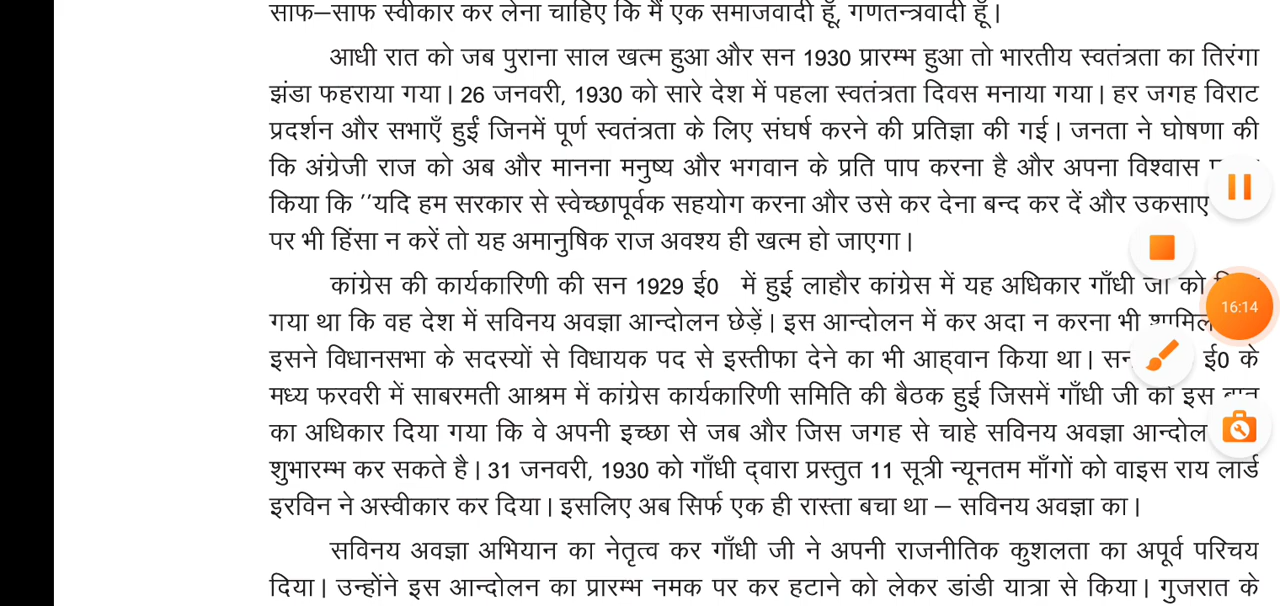 साफ–साफ स्वीकार कर लेना चाहिए कि मैं एक समाजवादी हूँ, गणतन्त्रवादी हूँ।
आधी रात को जब पुराना साल खत्म हुआ और सन 1930 प्रारम्भ हुआ तो भारतीय स्वतंत्रता का तिरंगा
झंडा फहराया गया। 26 जनवरी, 1930 को सारे देश में पहला स्वतंत्रता दिवस मनाया गया। हर जगह विराट
प्रदर्शन और सभाएँ हुईं जिनमें पूर्ण स्वतंत्रता के लिए संघर्ष करने की प्रतिज्ञा की गई। जनता ने घोषणा की
कि अंग्रेजी राज को अब और मानना मनुष्य और भगवान के प्रति पाप करना है और अपना विश्वास
किया कि ''यदि हम सरकार से स्वेच्छापूर्वक सहयोग करना और उसे कर देना बन्द कर दें और उकसाए
पर भी हिंसा न करें तो यह अमानुषिक राज अवश्य ही खत्म हो जाएगा।
कांग्रेस की कार्यकारिणी की सन 1929 ई0 में हुई लाहौर कांग्रेस में यह अधिकार गाँधी जी को
गया था कि वह देश में सविनय अवज्ञा आन्दोलन छेड़ें। इस आन्दोलन में कर अदा न करना भी शामिल
इसने विधानसभा के सदस्यों से विधायक पद से इस्तीफा देने का भी आह्वान किया था। सन ई0 के
मध्य फरवरी में साबरमती आश्रम में कांग्रेस कार्यकारिणी समिति की बैठक हुई जिसमें गाँधी जी को इस बात
का अधिकार दिया गया कि वे अपनी इच्छा से जब और जिस जगह से चाहे सविनय अवज्ञा
शुभारम्भ कर सकते है। 31 जनवरी, 1930 को गाँधी द्वारा प्रस्तुत 11 सूत्री न्यूनतम माँगों को वाइस राय लार्ड
इरविन ने अस्वीकार कर दिया। इसलिए अब सिर्फ एक ही रास्ता बचा था – सविनय अवज्ञा का।
सविनय अवज्ञा अभियान का नेतृत्व कर गाँधी जी ने अपनी राजनीतिक कुशलता का अपूर्व परिचय
दिया। उन्होंने इस आन्दोलन का प्रारम्भ नमक पर कर हटाने को लेकर डांडी यात्रा से किया। गुजरात के
16:14